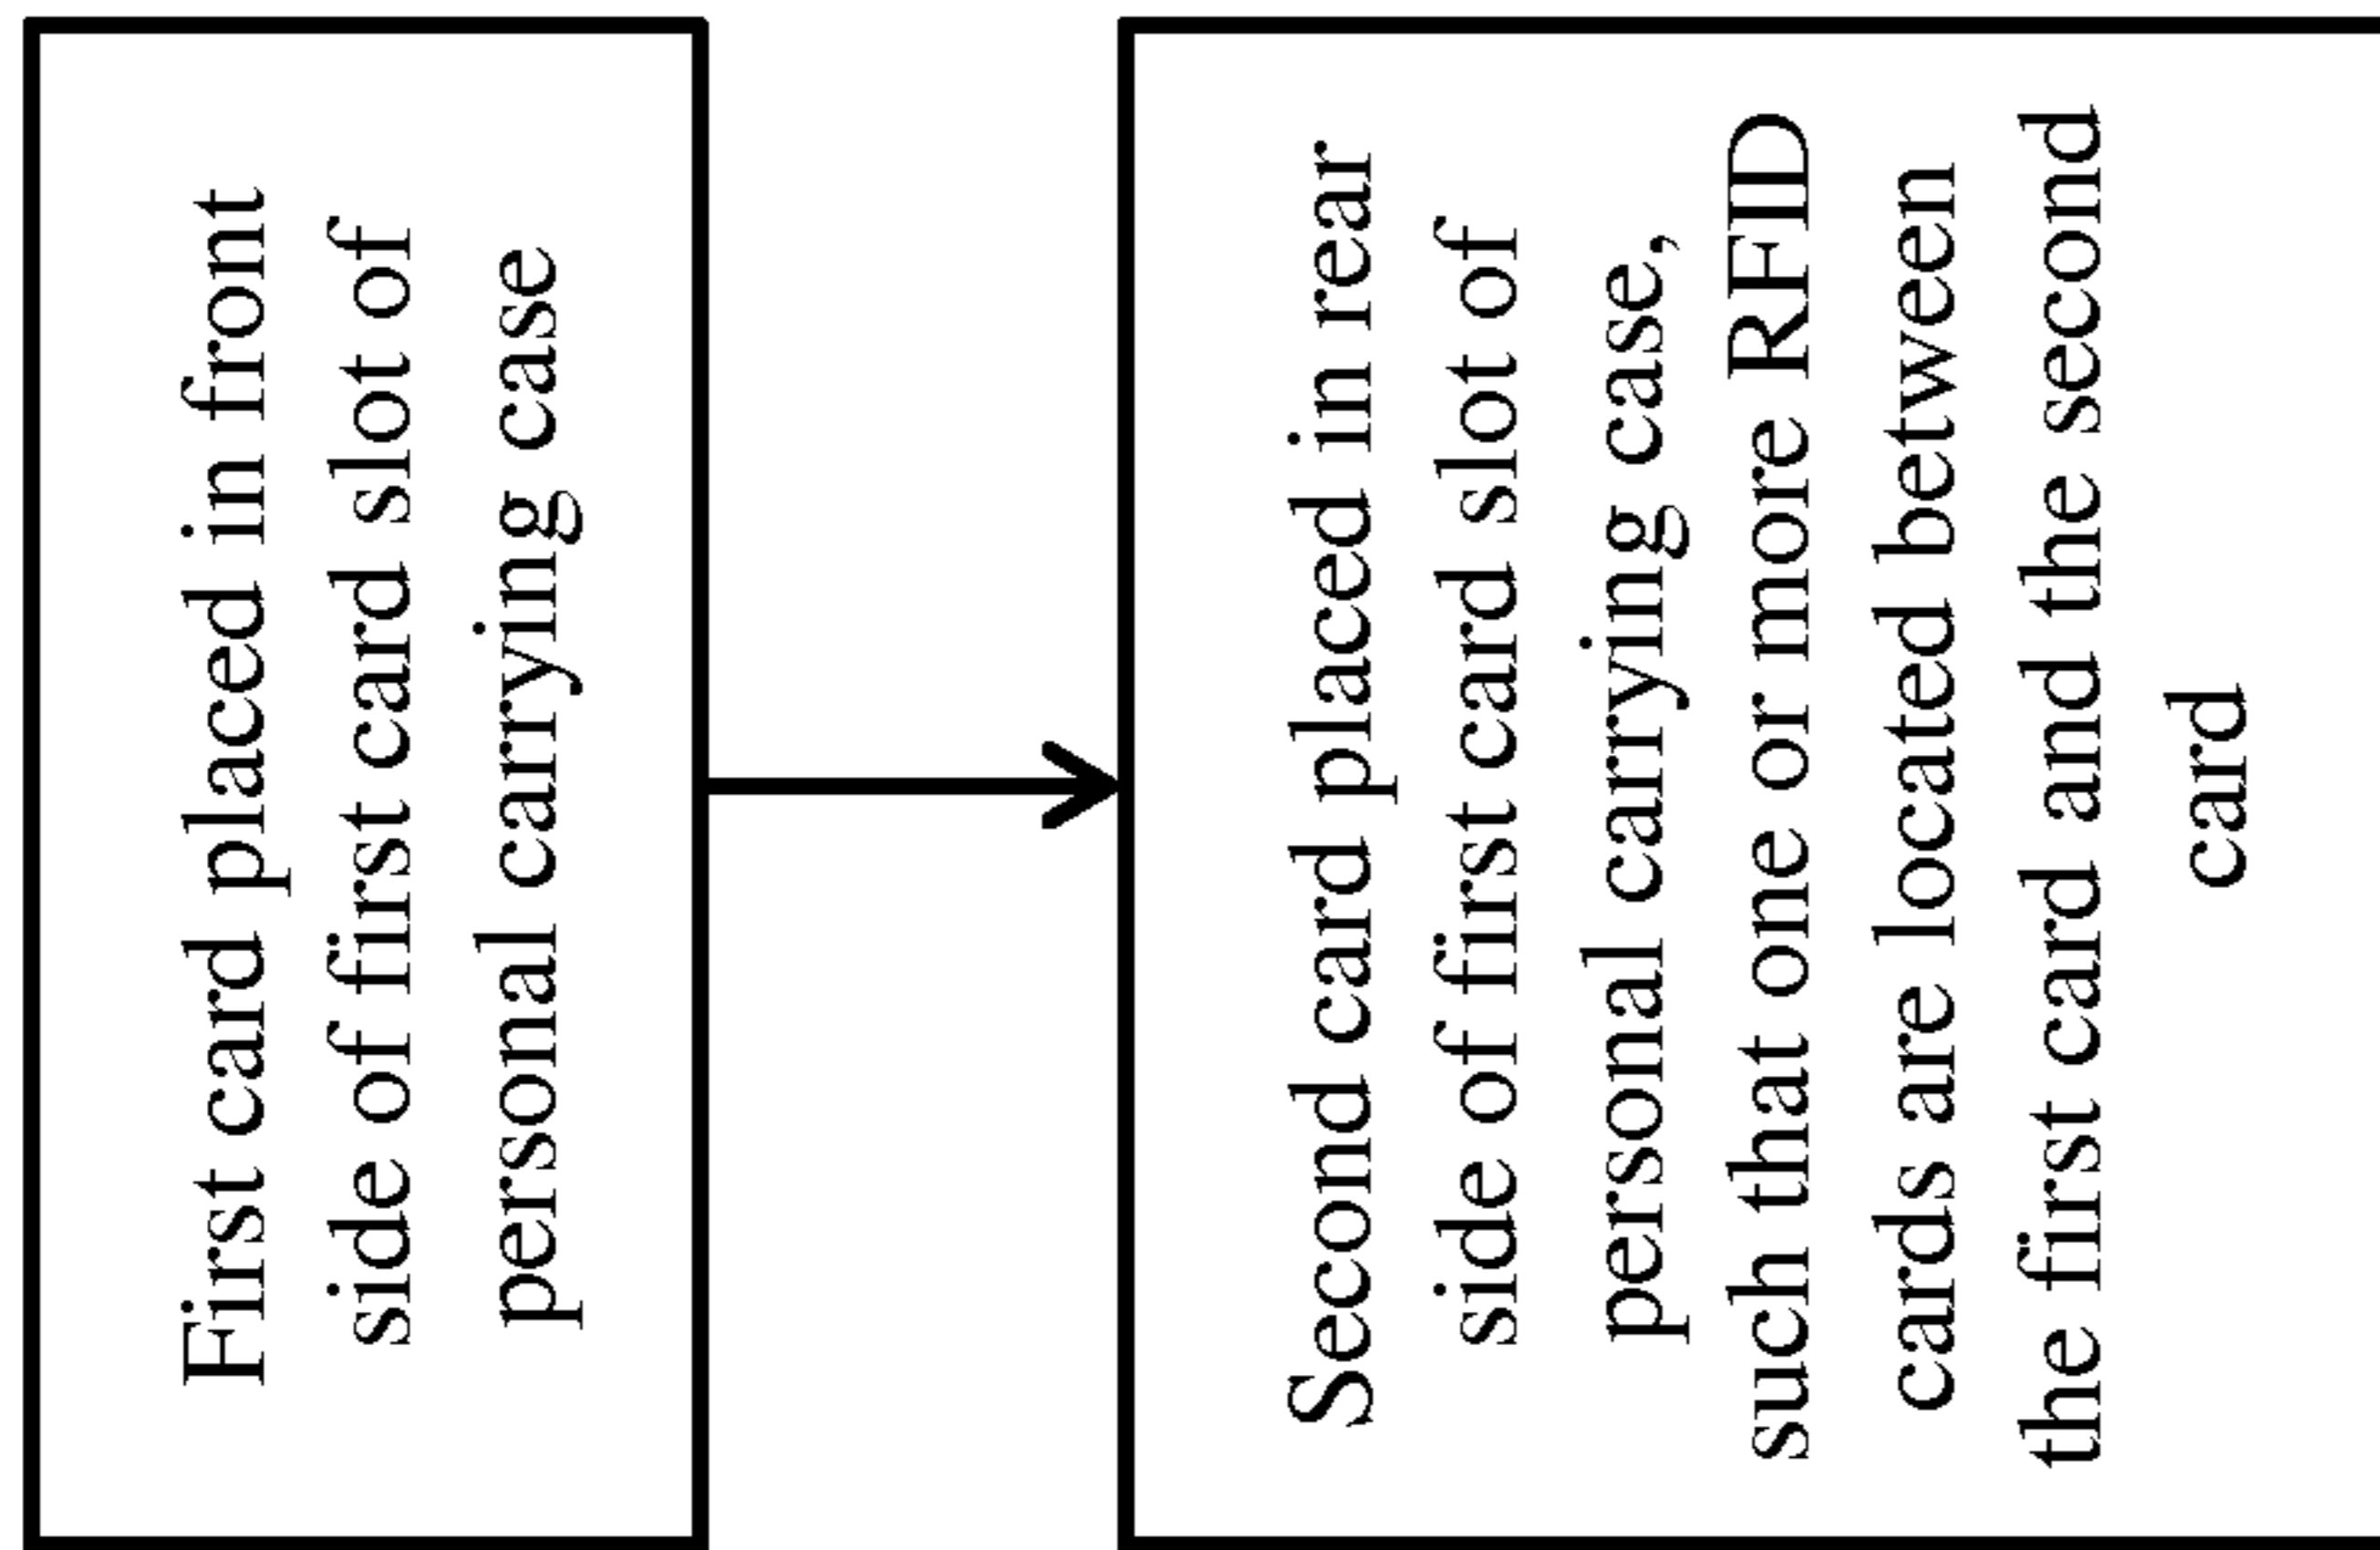 First card placed in front
side of first card slot of
personal carrying case
Second card placed in rear
side of first card slot of
personal carrying case,
such that one or more RFID
cards are located between
the first card and the second
card